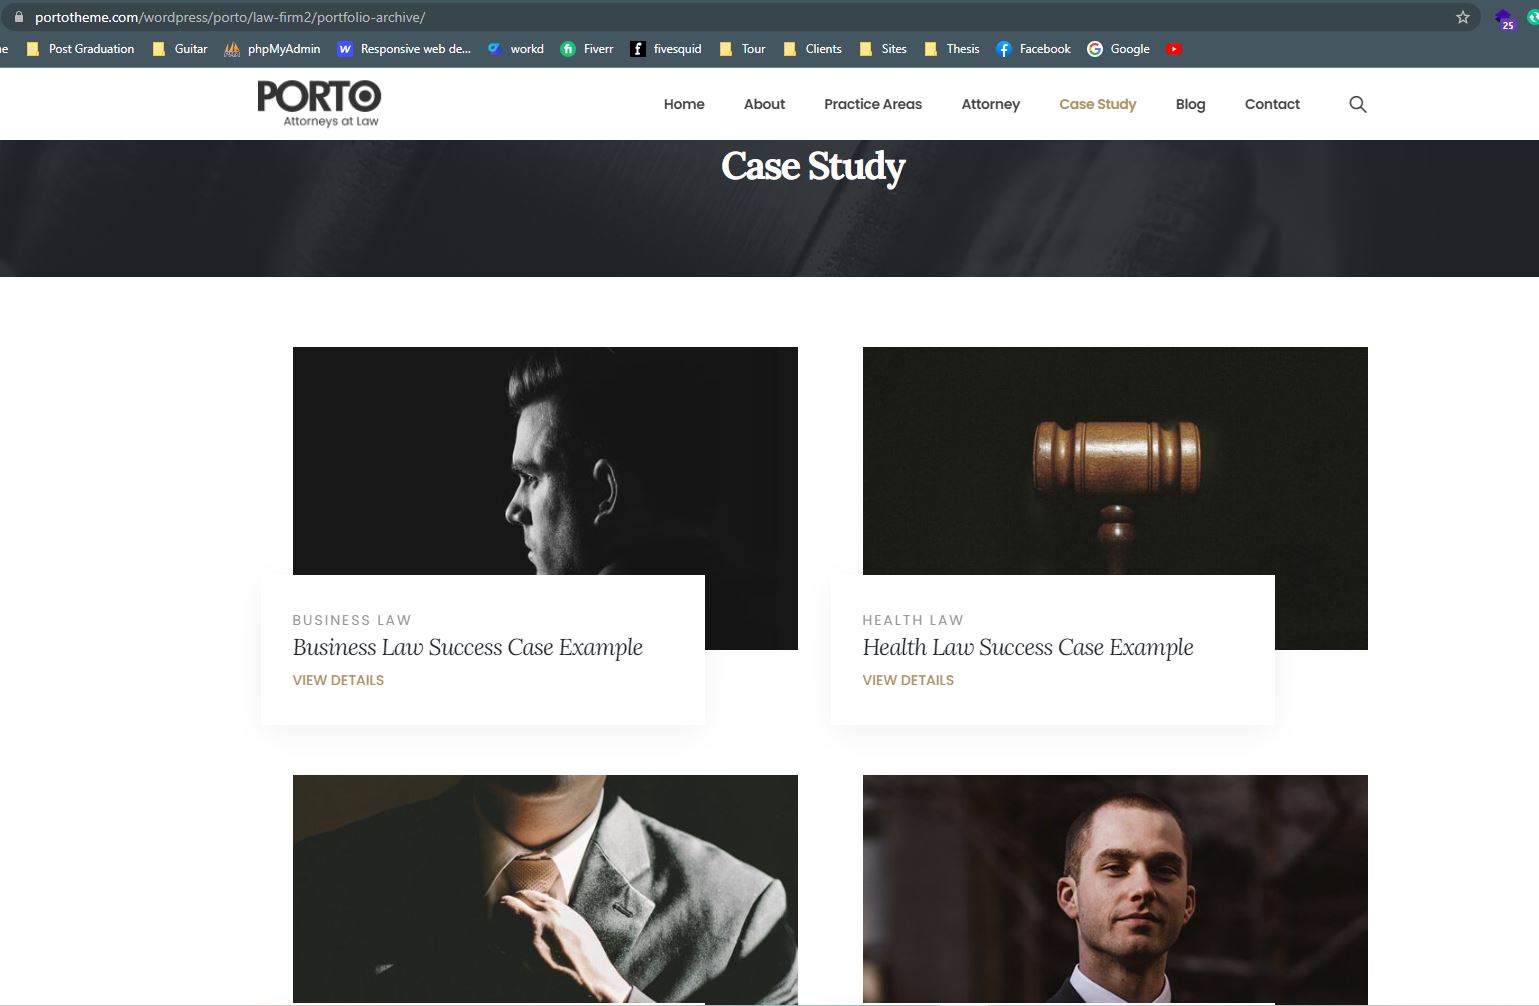 portotheme.com/wordpress/porto/law-firm2/portfolio-archive/
25
e Post Graduation Guitar phpMyAdmin Responsive web de... workd Fiverr fivesquid Tour Clients Sites Thesis Facebook Google
PORTO
Attorneys at Law
Home About Practice Areas Attorney Case Study Blog Contact
Case Study
BUSINESS LAW
Business Law Success Case Example
VIEW DETAILS
HEALTH LAW
Health Law Success Case Example
VIEW DETAILS